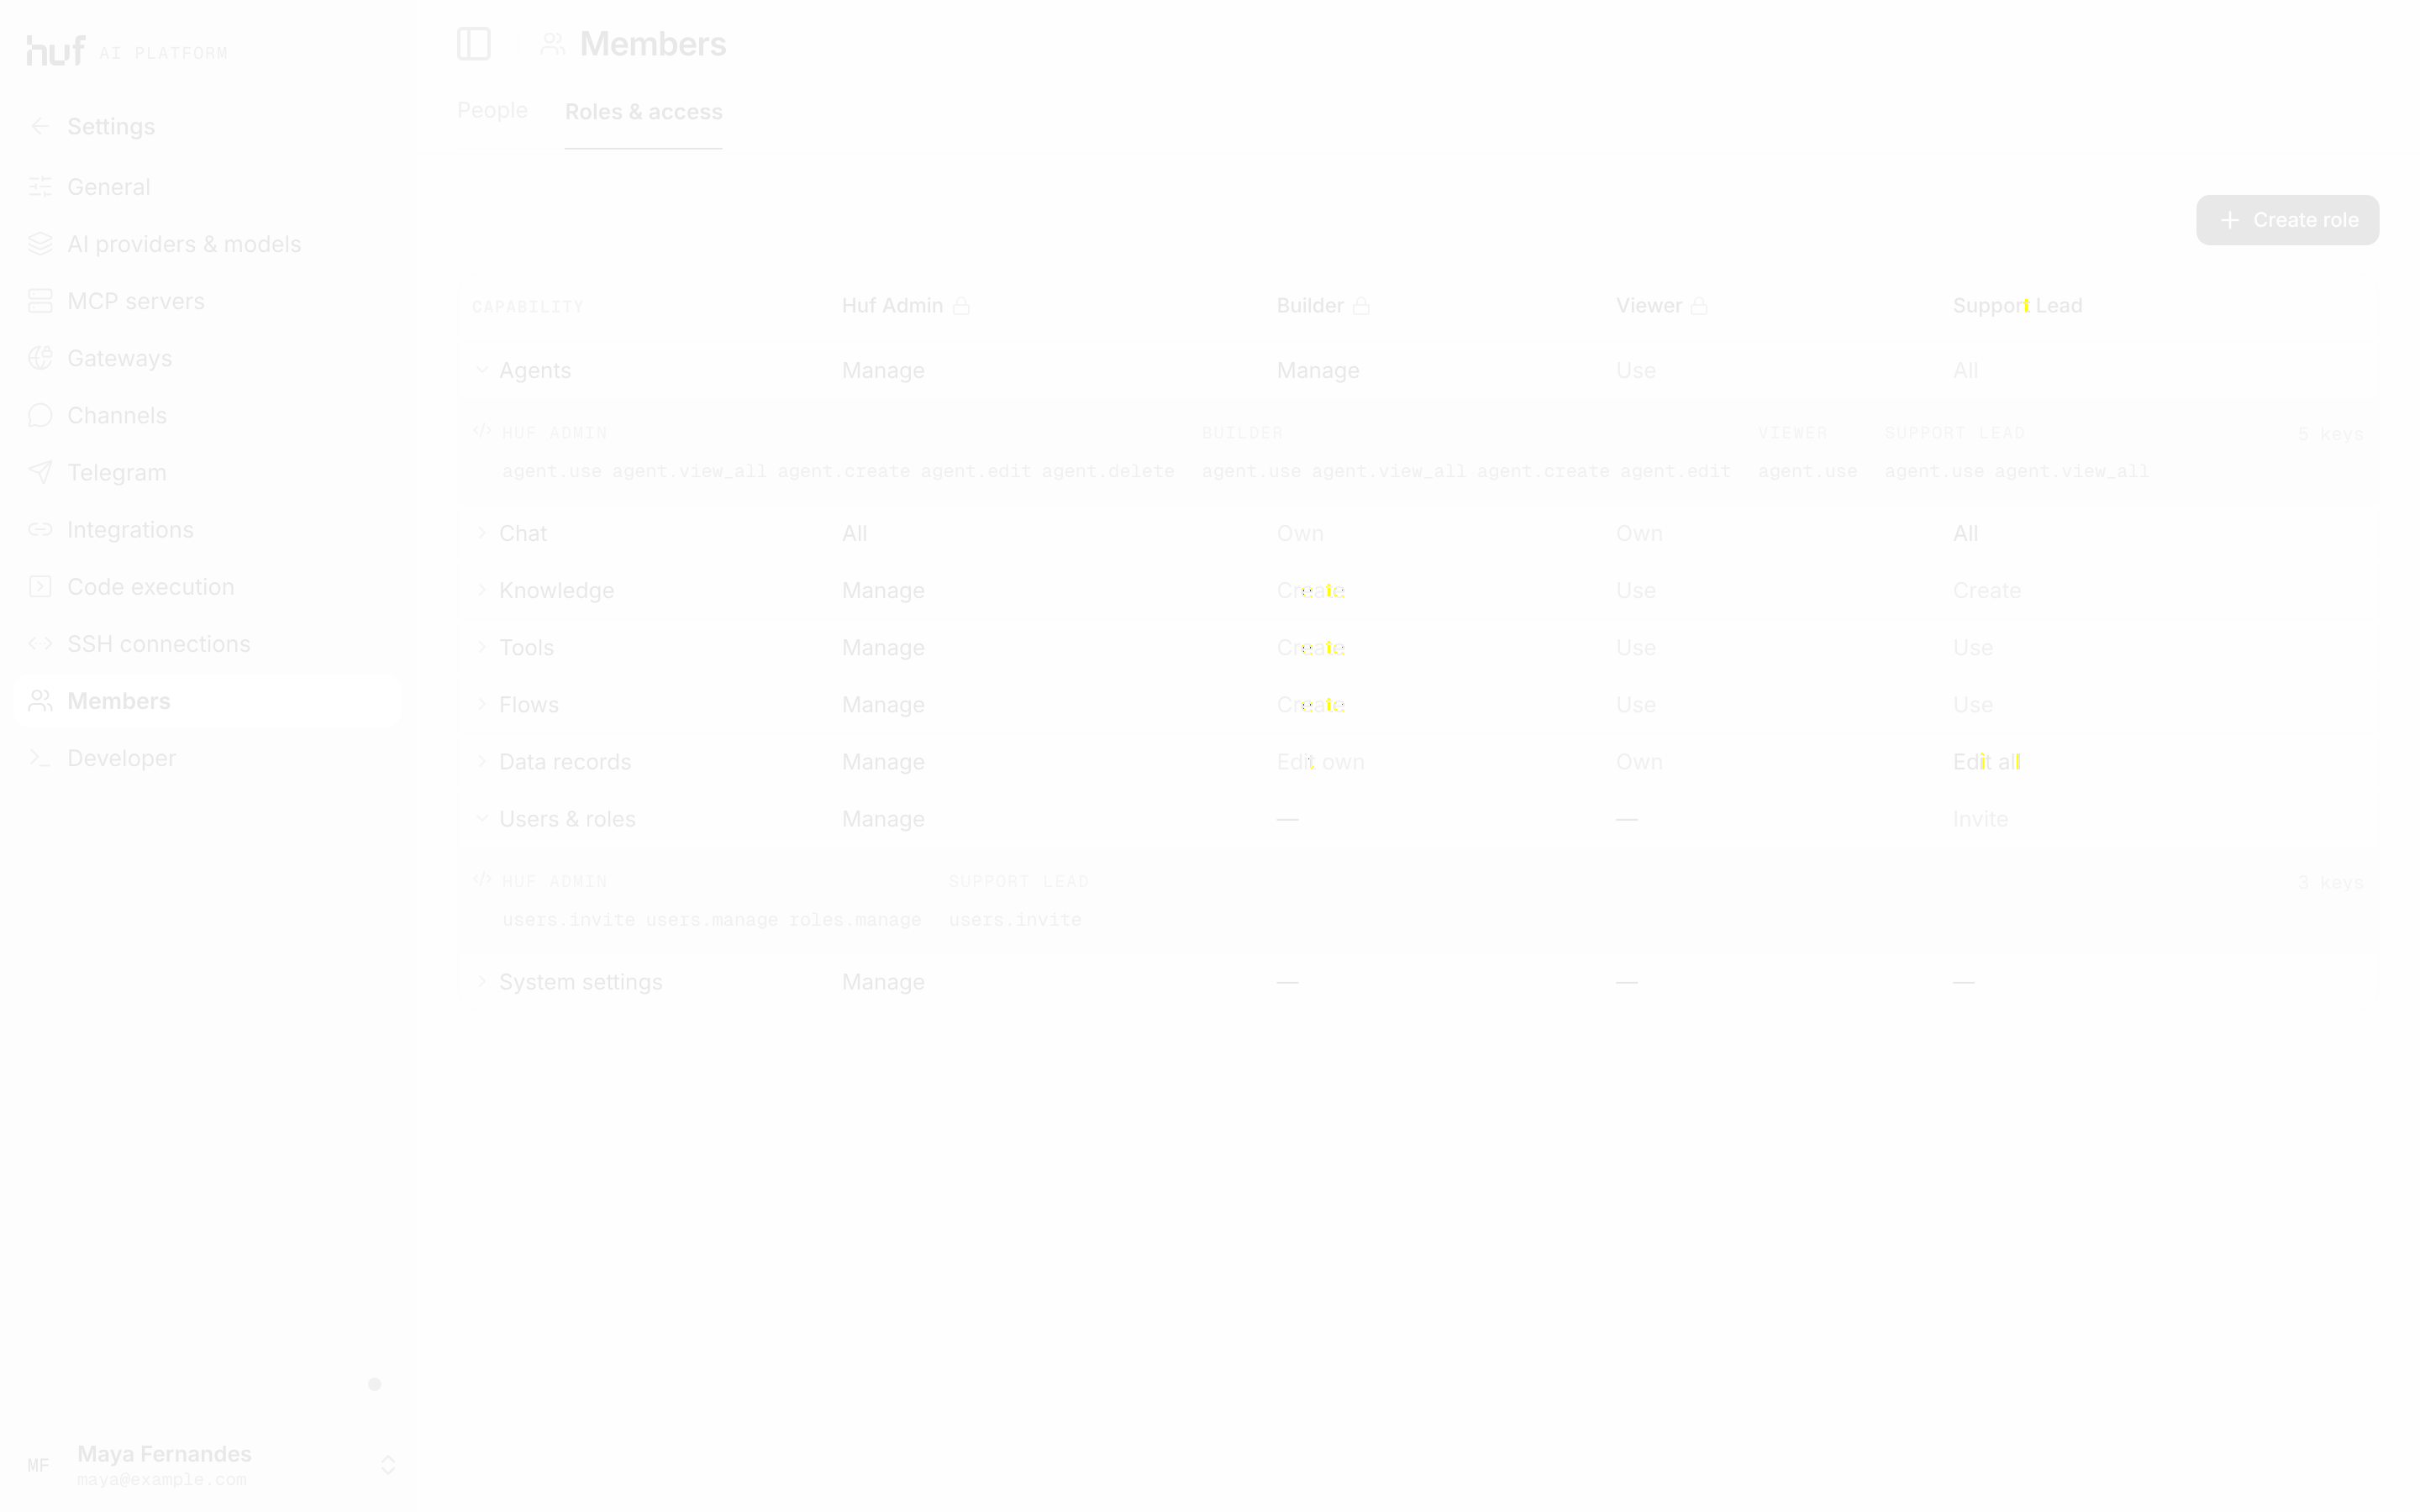 huf AI PLATFORM
Settings
General
AI providers & models
MCP servers
Gateways
Channels
Telegram
Integrations
Code execution
SSH connections
Members
Developer
MF Maya Fernandes
maya@example.com
Members
People Roles & access
Create role
CAPABILITY Huf Admin Builder Viewer Support Lead
Agents Manage Manage Use All
HUF ADMIN BUILDER VIEWER SUPPORT LEAD 5 keys
agent.use agent.view_all agent.create agent.edit agent.delete agent.use agent.view_all agent.create agent.edit agent.use agent.use agent.view_all
Chat All Own Own All
Knowledge Manage Create Use Create
Tools Manage Create Use Use
Flows Manage Create Use Use
Data records Manage Edit own Own Edit all
Users & roles Manage — — Invite
HUF ADMIN SUPPORT LEAD 3 keys
users.invite users.manage roles.manage users.invite
System settings Manage — — —